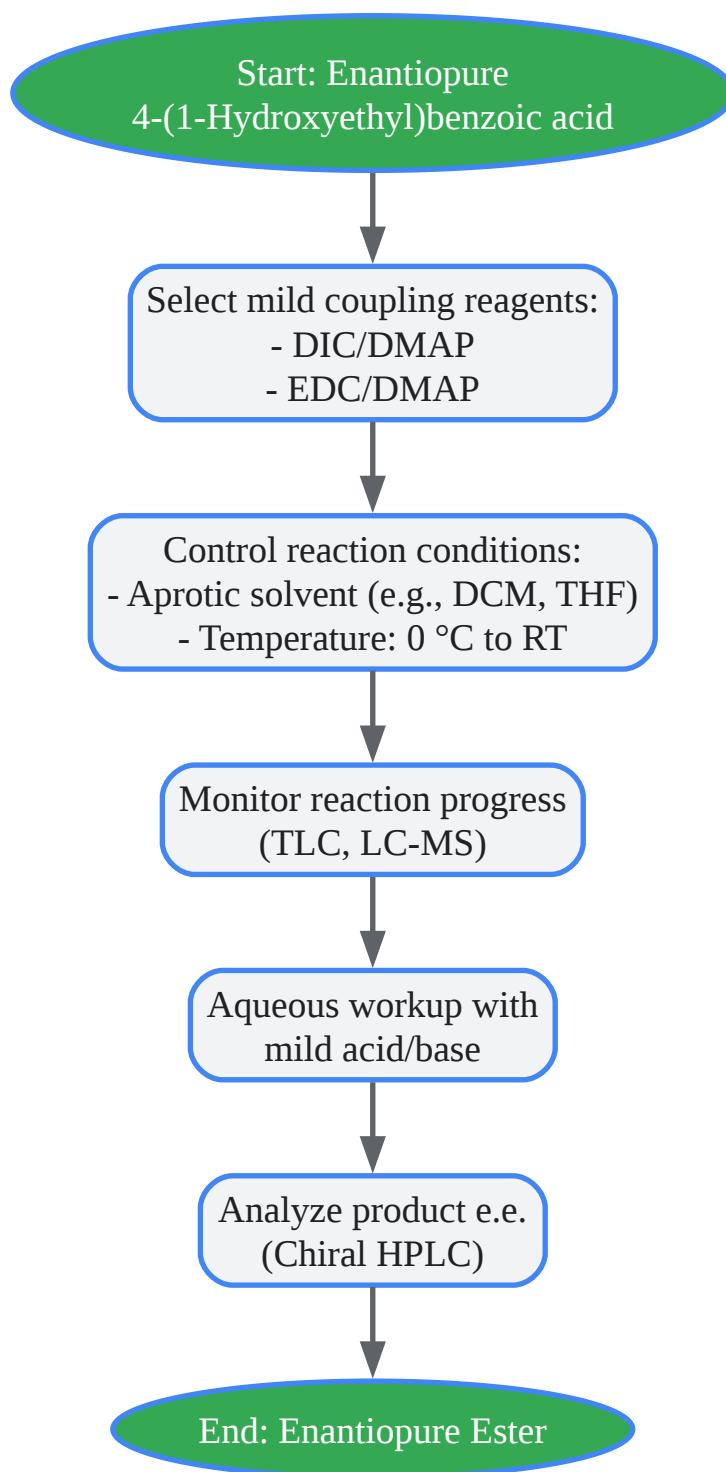 Start: Enantiopure
4-(1-Hydroxyethyl)benzoic acid
Select mild coupling reagents:
- DIC/DMAP
- EDC/DMAP
Control reaction conditions:
- Aprotic solvent (e.g., DCM, THF)
- Temperature: 0 °C to RT
Monitor reaction progress
(TLC, LC-MS)
Aqueous workup with
mild acid/base
Analyze product e.e.
(Chiral HPLC)
End: Enantiopure Ester